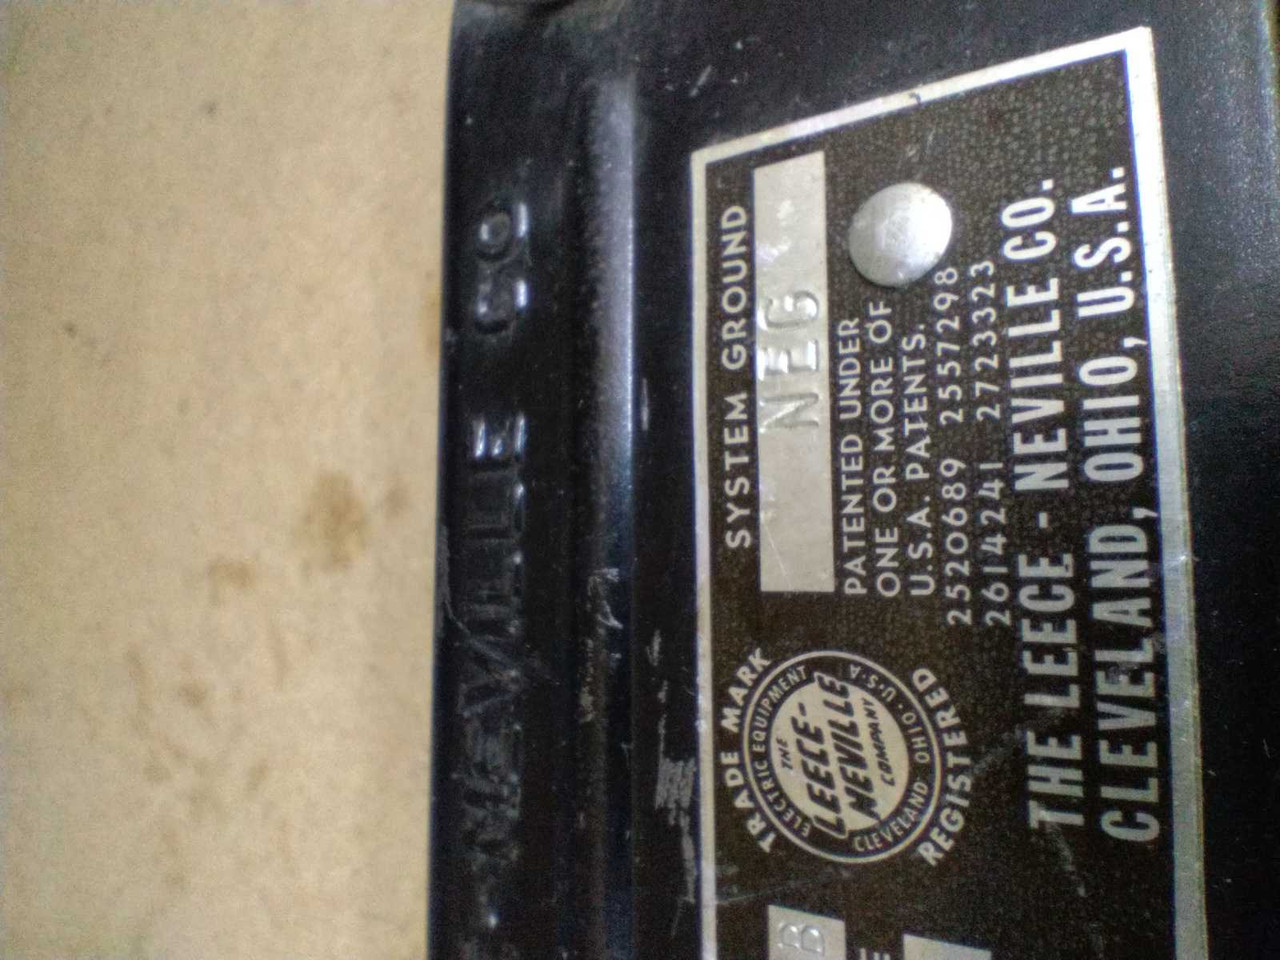 NEVILLE CO
SYSTEM GROUND
NEG
PATENTED UNDER
ONE OR MORE OF
U.S.A. PATENTS.
2520689 2557298
2614241 2723323
TRADE MARK
ELECTRIC EQUIPMENT
THE
LEECE-
NEVILLE
COMPANY
CLEVELAND, OHIO. U.S.A
REGISTERED
THE LEECE - NEVILLE CO.
CLEVELAND, OHIO, U.S.A.
B